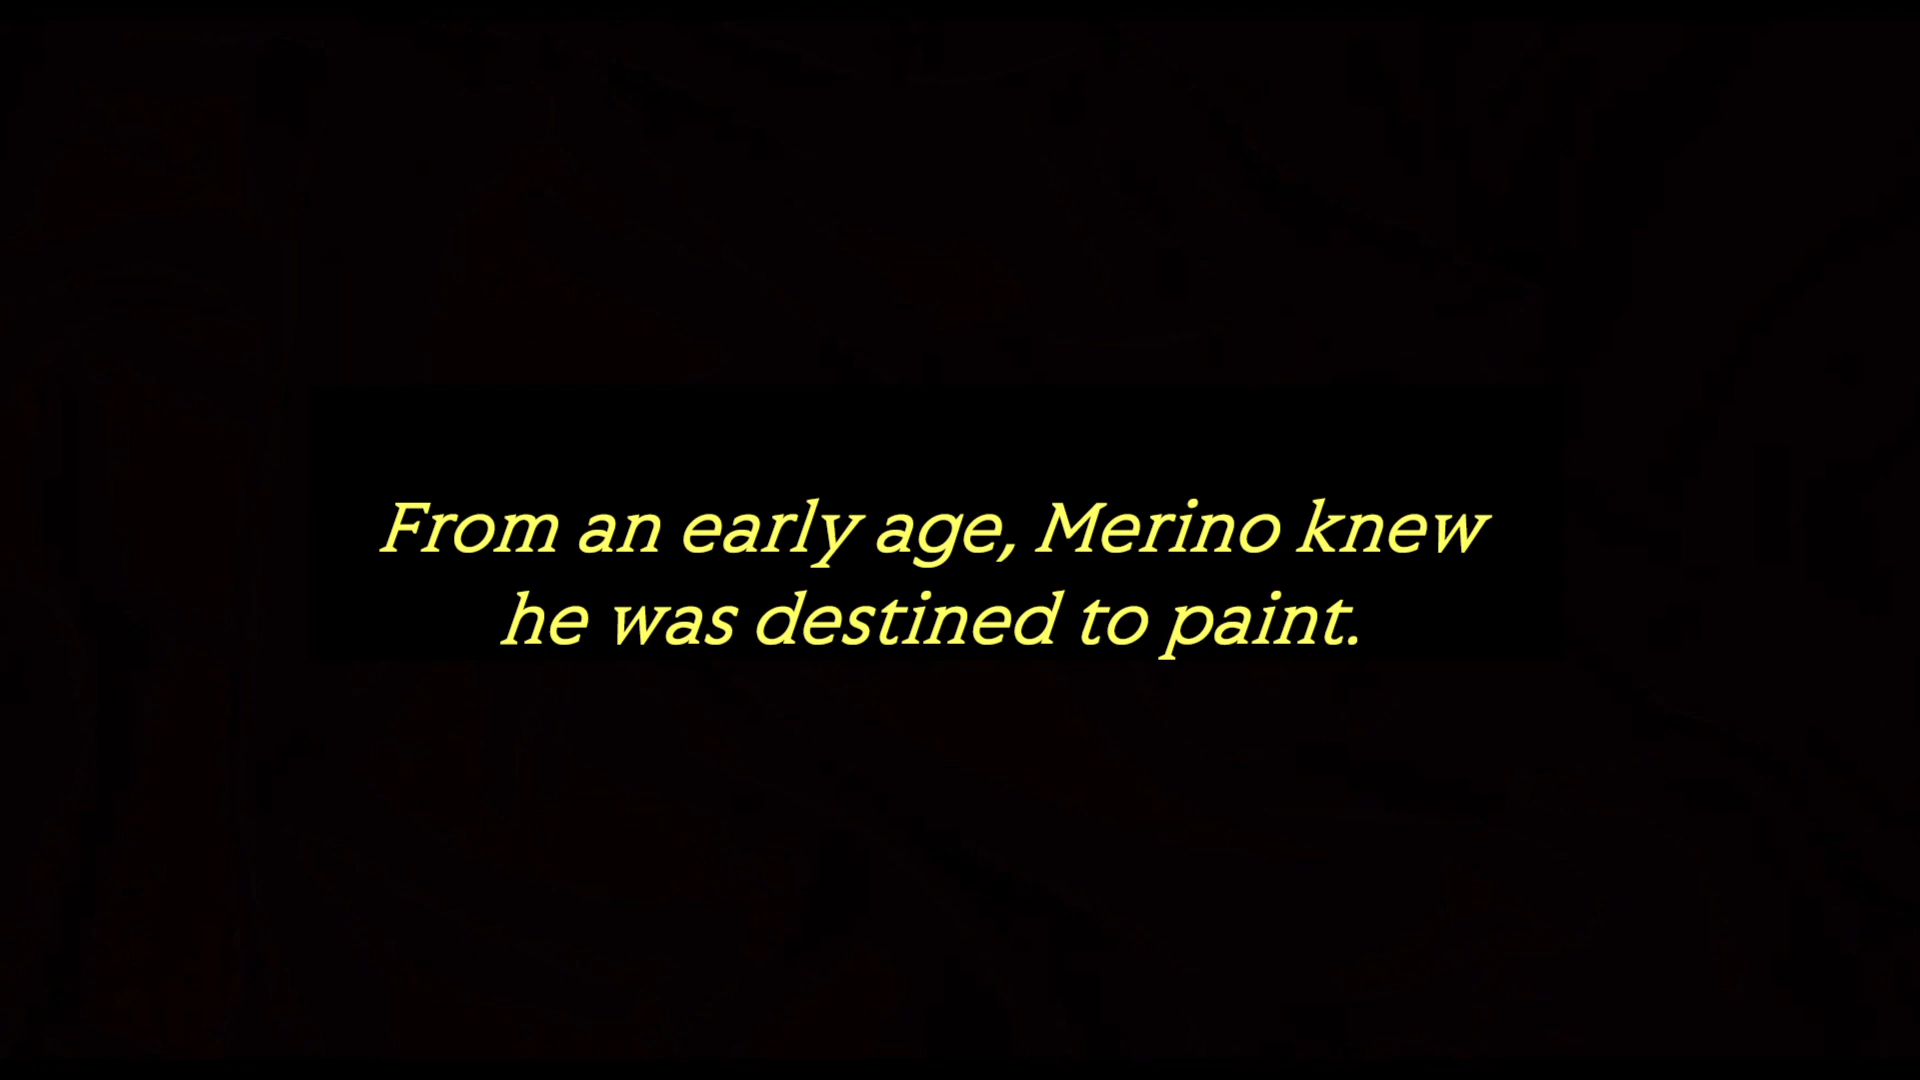 From an early age, Merino knew
he was destined to paint.